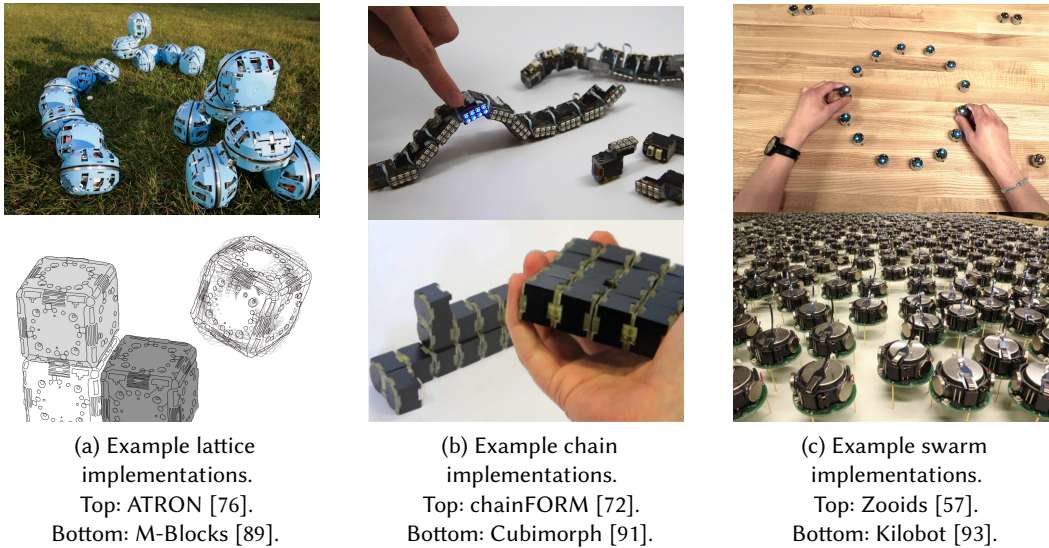 (a) Example lattice
implementations.
Top: ATRON [76].
Bottom: M-Blocks [89].
(b) Example chain
implementations.
Top: chainFORM [72].
Bottom: Cubimorph [91].
(c) Example swarm
implementations.
Top: Zooids [57].
Bottom: Kilobot [93].